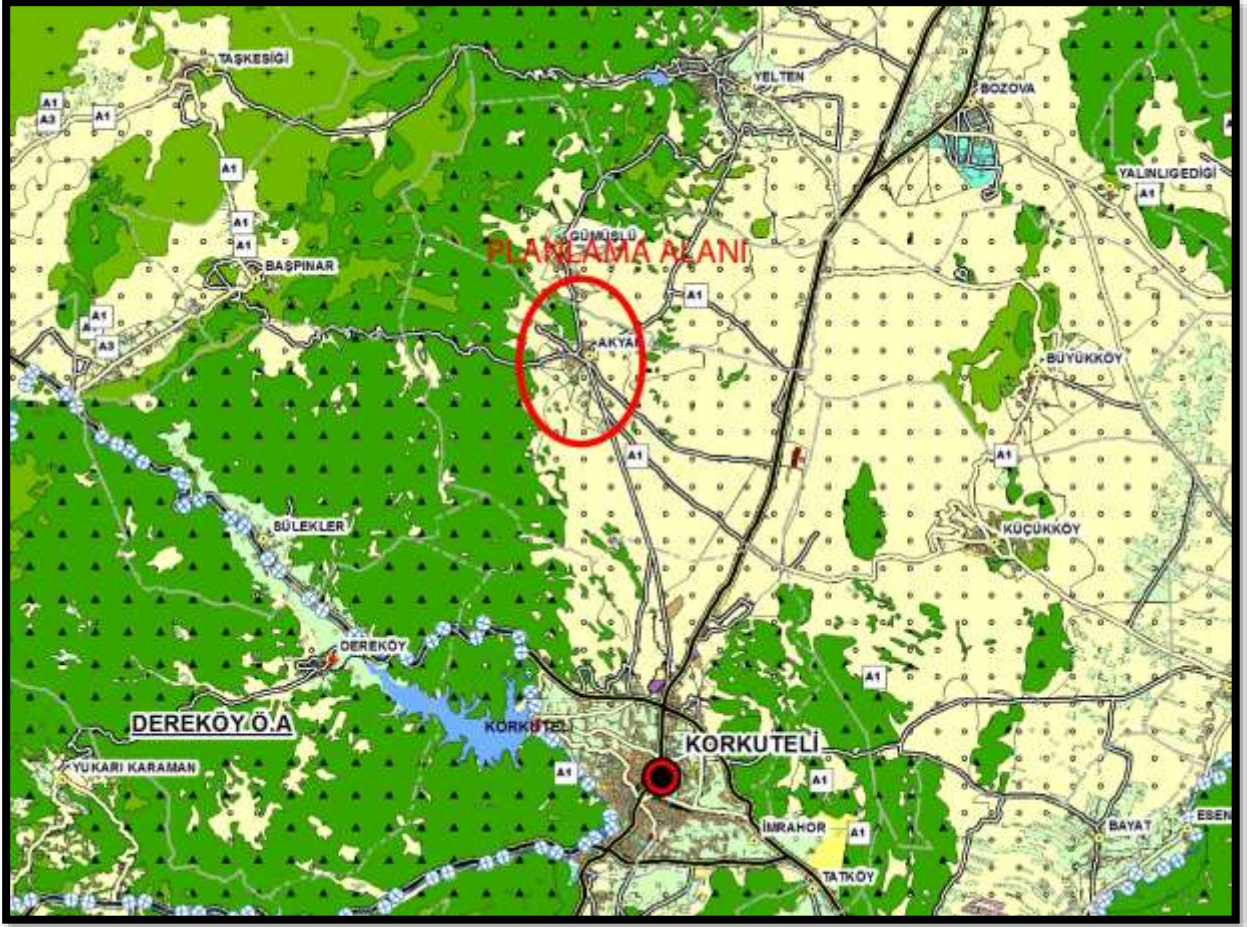 TAŞKESİĞİ
YELTEN
BOZOVA
A1
A3
A1
A1
YALINLIGEDİĞİ
A1
A1
A1
GÜMÜŞLÜ
PLANLAMA ALANI
BAŞPINAR
A1
A1
A3
AKYA
BÜYÜKKÖY
A1
A1
SÜLEKLER
KÜÇÜKKÖY
DEREKÖY
A1
DEREKÖY Ö.A
KORKUTELİ
KORKUTELİ
YUKARI KARAMAN
A1
A1
İMRAHOR
A1
BAYAT
ESEN
TATKÖY